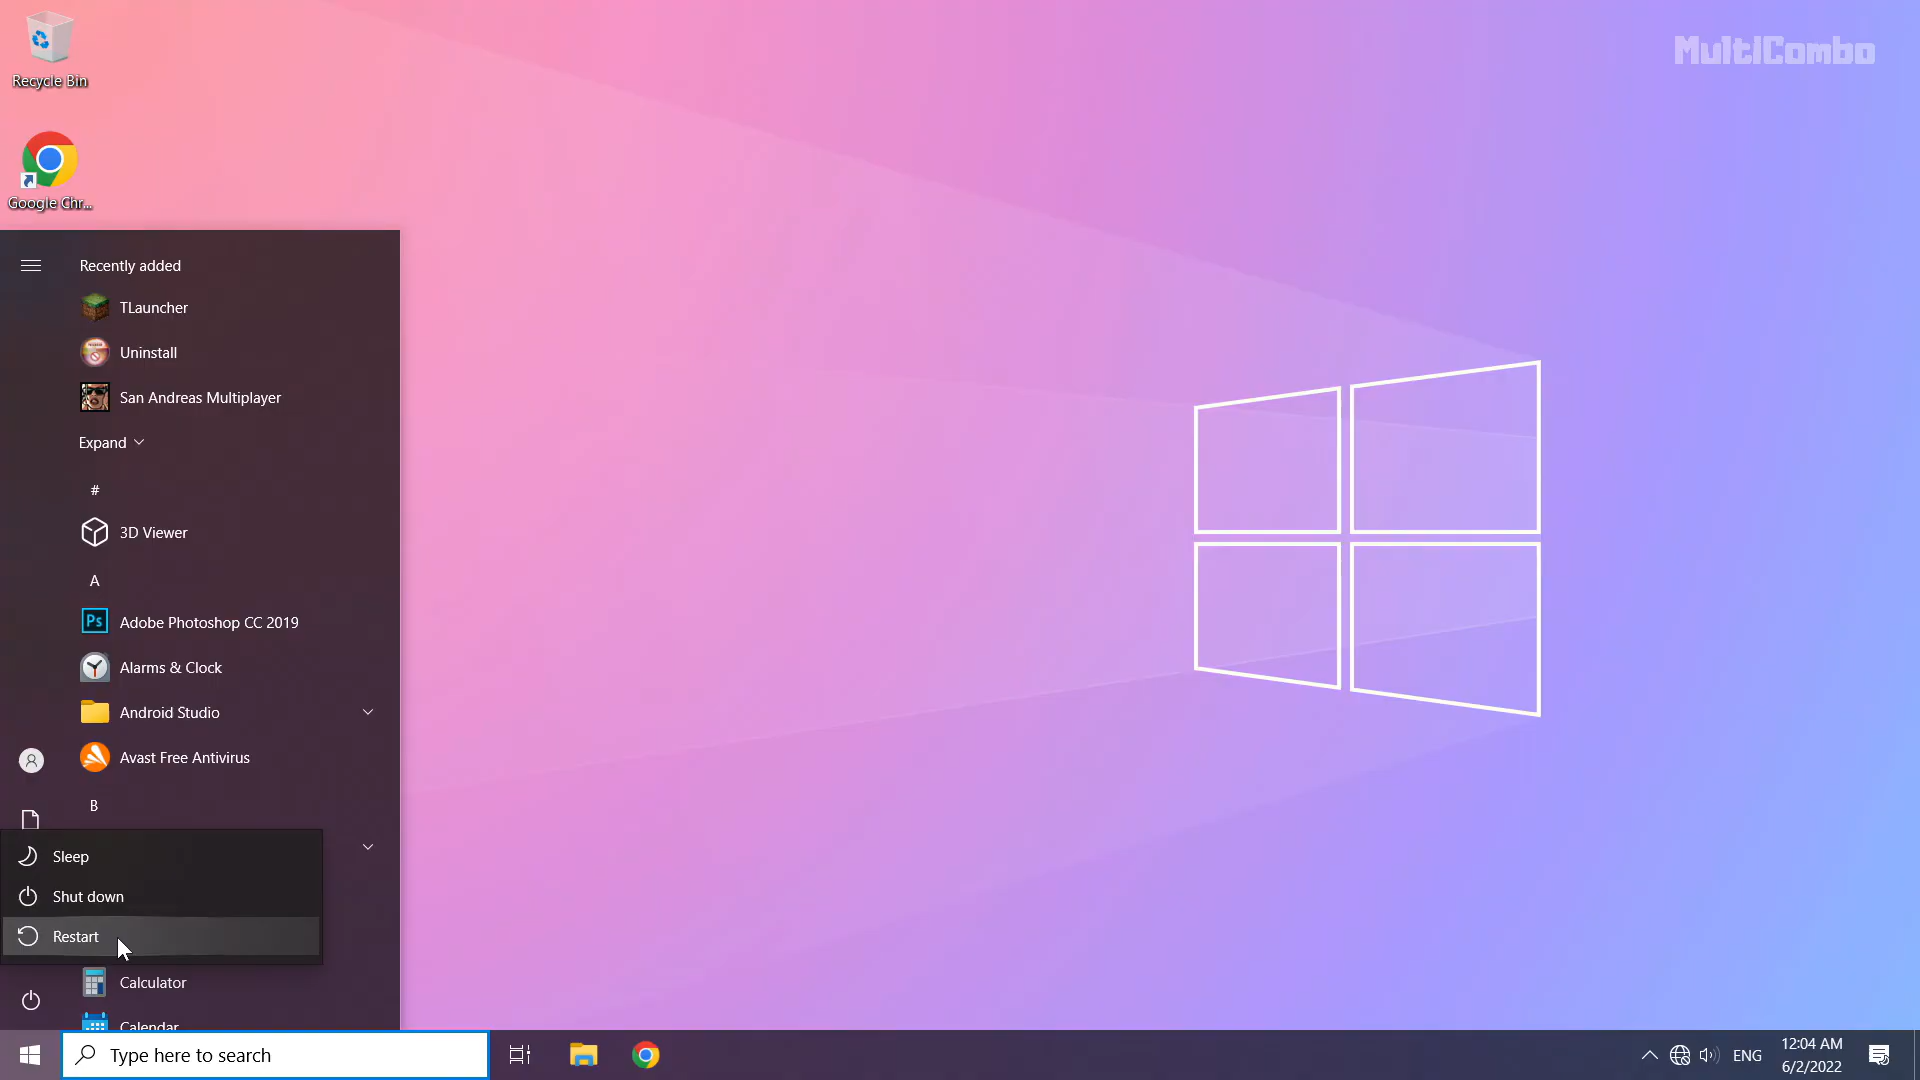 Recycle Bin
MultiCombo
Google Chr...
Recently added
TLauncher
Uninstall
San Andreas Multiplayer
Expand
#
3D Viewer
A
Ps
Adobe Photoshop CC 2019
Alarms & Clock
Android Studio
Avast Free Antivirus
B
Sleep
Shut down
Restart
Calculator
Calendar
Type here to search
ENG
12:04 AM
6/2/2022